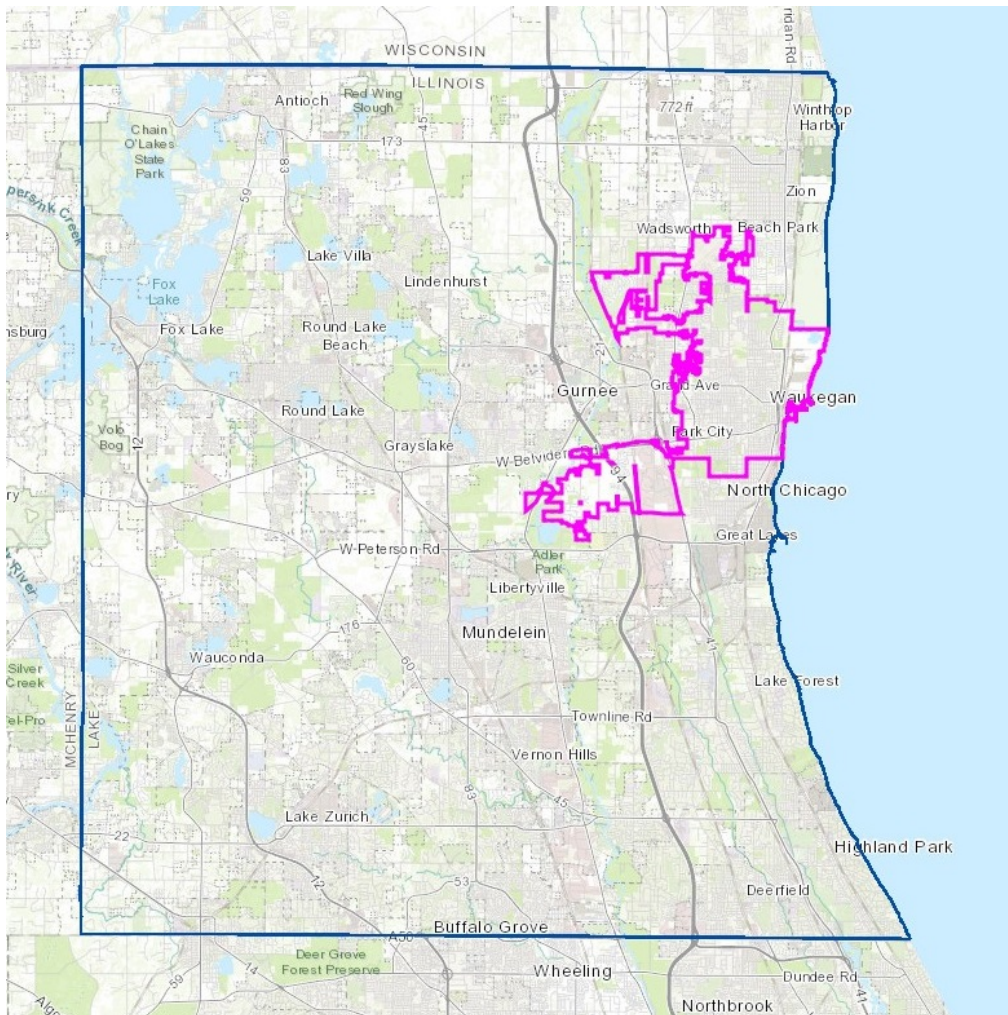 WISCONSIN
ILLINOIS
Antioch
Red Wing
Slough
45
772 ft
Winthrop
Harbor
Chain
O'Lakes
State
Park
173
83
59
Zion
Wadsworth
Beach Park
Lake Villa
Lindenhurst
Fox
Lake
Fox Lake
Round Lake
Beach
21
Gurnee
Grand Ave
Waukegan
Round Lake
Volo
Bog
12
Grayslake
Park City
94
North Chicago
Great Lakes
W Peterson Rd
Adler
Park
Libertyville
176
Mundelein
41
60
Wauconda
Silver
Creek
Lake Forest
MCHENRY
LAKE
Townline Rd
Vernon Hills
83
45
Lake Zurich
22
Highland Park
53
12
Deerfield
Buffalo Grove
Deer Grove
Forest Preserve
Wheeling
Dundee Rd
59
14
41
Northbrook